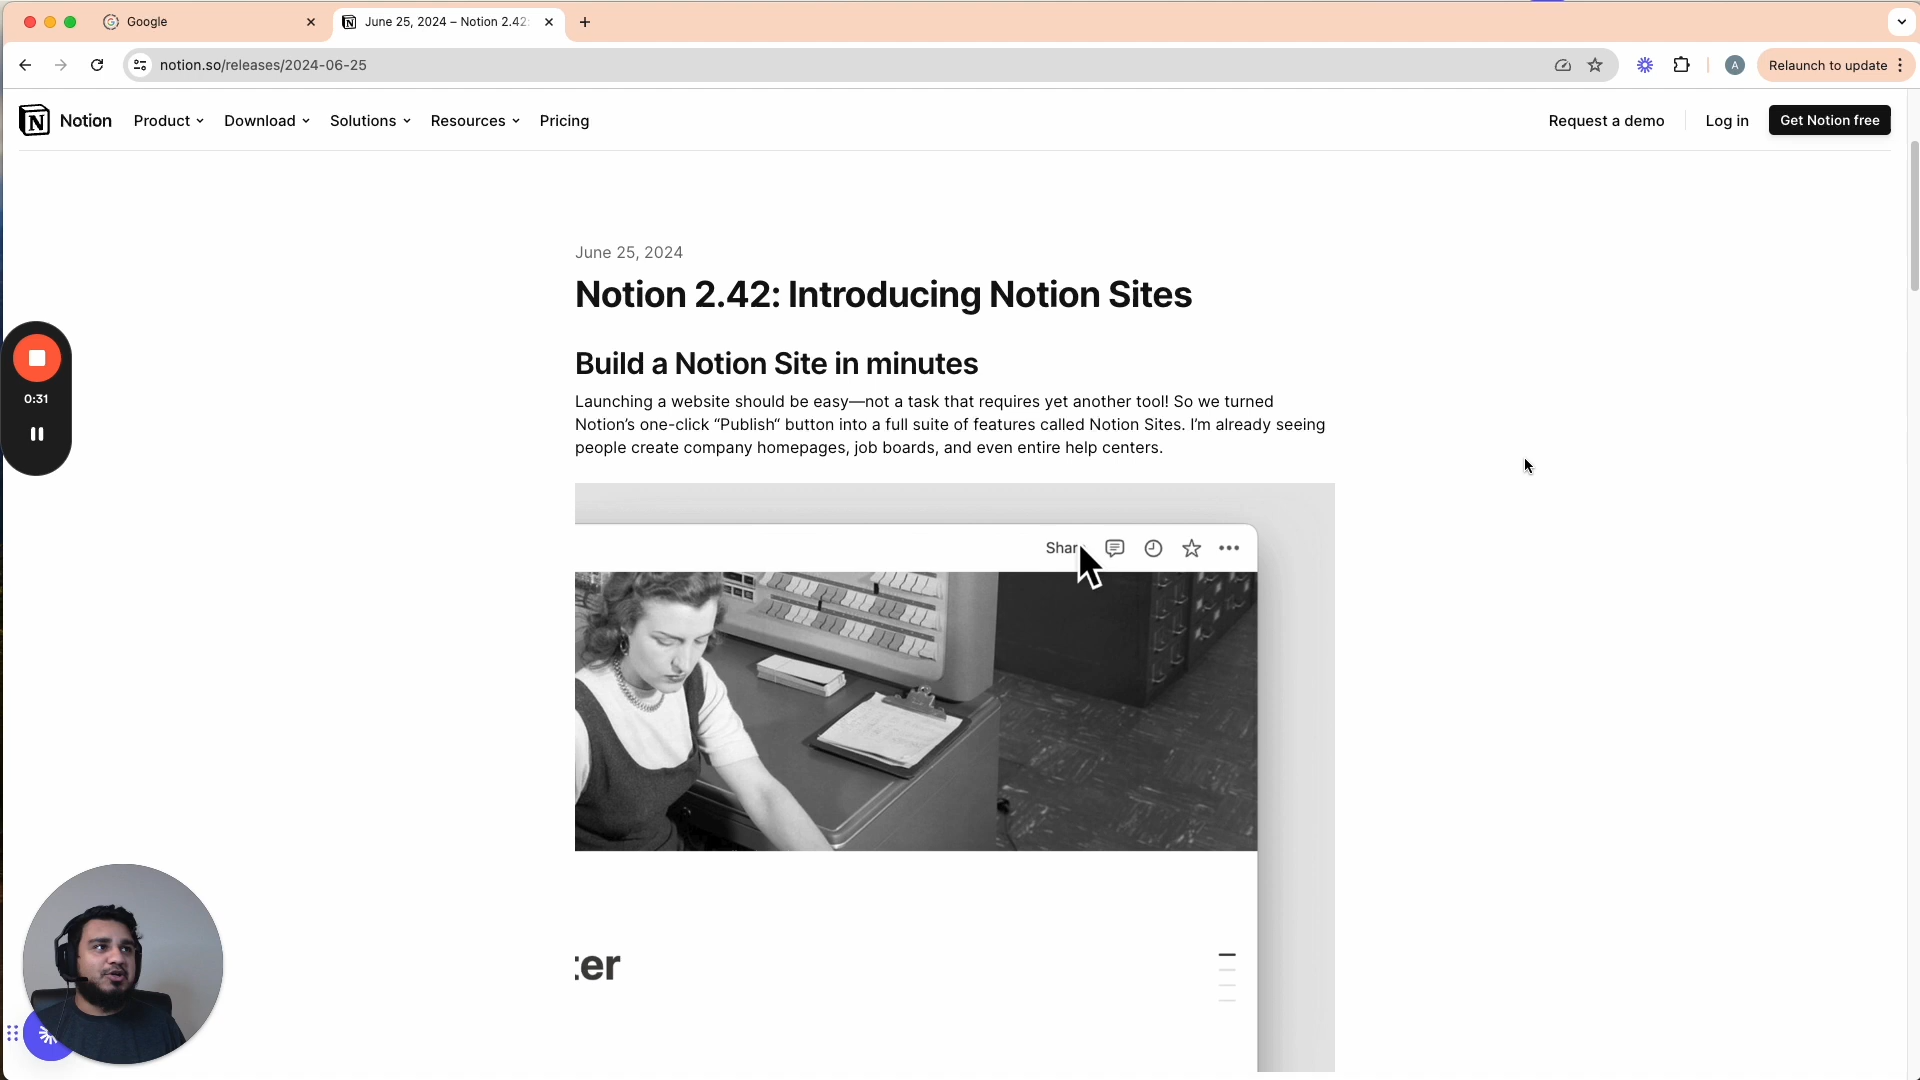 Google
June 25, 2024 – Notion 2.42:
notion.so/releases/2024-06-25
A
Relaunch to update
Notion
Product
Download
Solutions
Resources
Pricing
Request a demo
Log in
Get Notion free
June 25, 2024
Notion 2.42: Introducing Notion Sites
0:31
Build a Notion Site in minutes
Launching a website should be easy—not a task that requires yet another tool! So we turned
Notion’s one-click “Publish“ button into a full suite of features called Notion Sites. I’m already seeing
people create company homepages, job boards, and even entire help centers.
Shar
ter